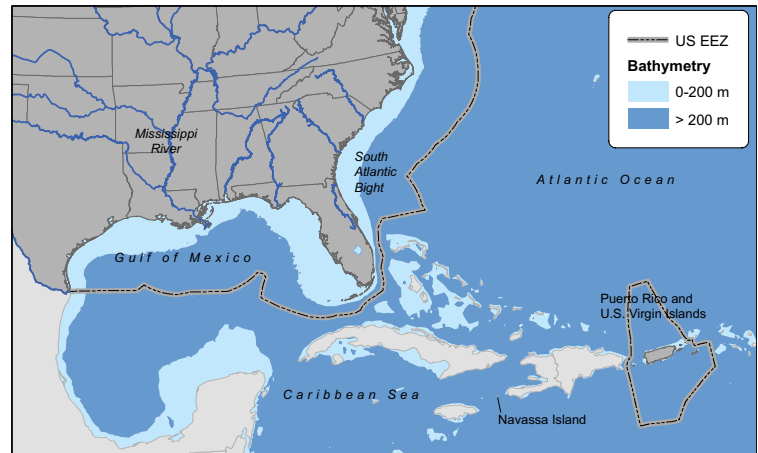 US EEZ
Bathymetry
0-200 m
> 200 m
Mississippi
River
South
Atlantic
Bight
Atlantic Ocean
Gulf of Mexico
Puerto Rico and
U.S. Virgin Islands
Caribbean Sea
Navassa Island